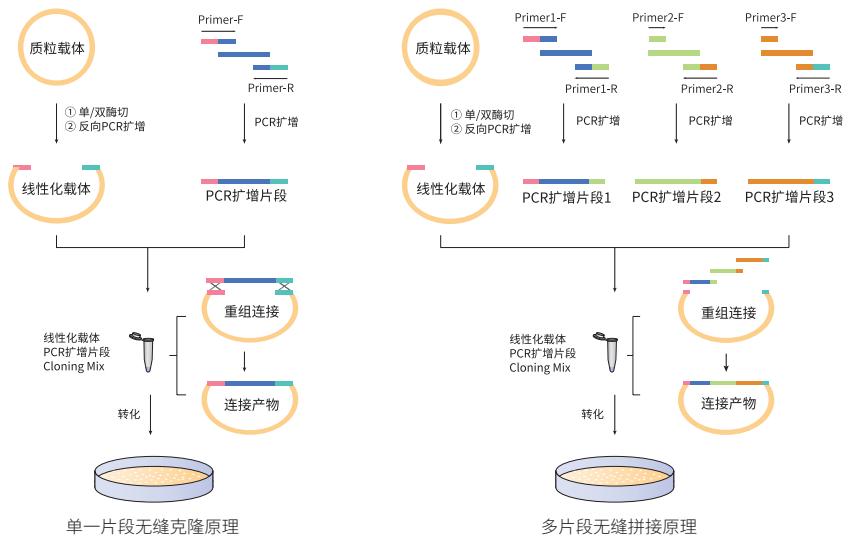 Primer-F
质粒载体
Primer-R
① 单/双酶切
② 反向PCR扩增
PCR扩增
线性化载体
PCR扩增片段
重组连接
线性化载体
PCR扩增片段
Cloning Mix
连接产物
转化
单一片段无缝克隆原理
Primer1-F
Primer2-F
Primer3-F
质粒载体
Primer1-R
Primer2-R
Primer3-R
① 单/双酶切
② 反向PCR扩增
PCR扩增
PCR扩增
PCR扩增
线性化载体
PCR扩增片段1
PCR扩增片段2
PCR扩增片段3
重组连接
线性化载体
PCR扩增片段
Cloning Mix
连接产物
转化
多片段无缝拼接原理